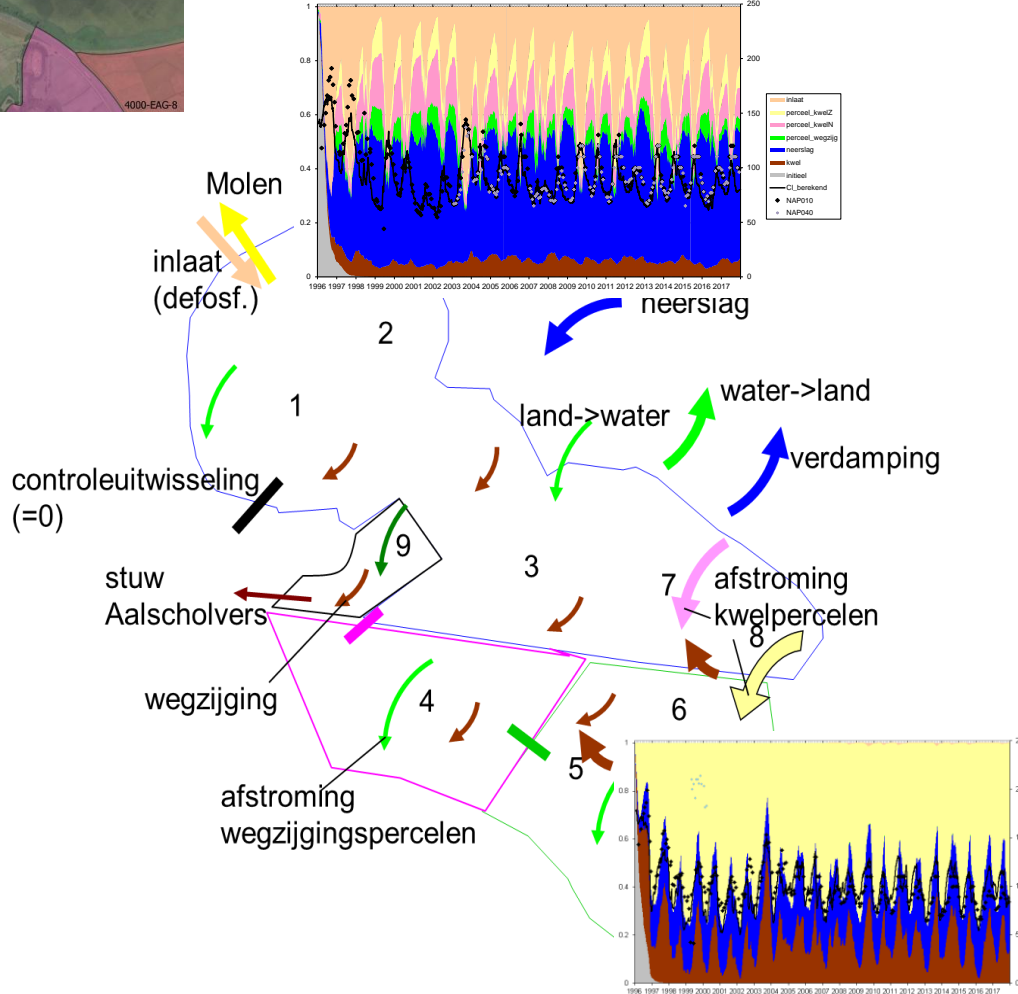 4000-EAG-8
1
0.8
0.6
0.4
0.2
0
250
200
150
100
50
0
1996 1997 1998 1999 2000 2001 2002 2003 2004 2005 2006 2007 2008 2009 2010 2011 2012 2013 2014 2015 2016 2017
inlaat
perceel_kwelZ
perceel_kwelN
perceel_wegzijg
neerslag
kwel
initieel
Cl_berekend
NAP010
NAP040
Molen
inlaat
(defosf.)
neerslag
2
1
land->water
water->land
verdamping
controleuitwisseling
(=0)
9
3
7
afstroming
kwelpercelen
8
stuw
Aalscholvers
wegzijging
4
6
5
afstroming
wegzijgingspercelen
1
0.8
0.6
0.4
0.2
0
1996 1997 1998 1999 2000 2001 2002 2003 2004 2005 2006 2007 2008 2009 2010 2011 2012 2013 2014 2015 2016 2017